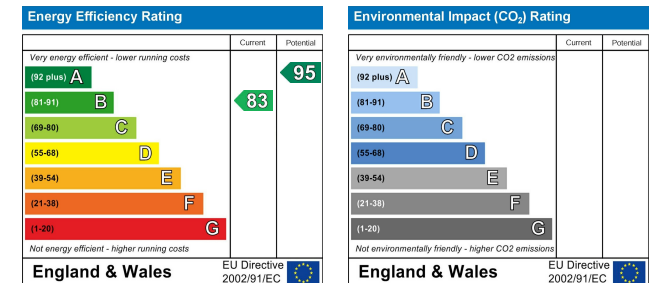 Energy Efficiency Rating
Current Potential
Very energy efficient - lower running costs
(92 plus) A
95
(81-91) B
83
(69-80) C
(55-68) D
(39-54) E
(21-38) F
(1-20) G
Not energy efficient - higher running costs
England & Wales
EU Directive
2002/91/EC
Environmental Impact (CO₂) Rating
Current Potential
Very environmentally friendly - lower CO2 emissions
(92 plus) A
(81-91) B
(69-80) C
(55-68) D
(39-54) E
(21-38) F
(1-20) G
Not environmentally friendly - higher CO2 emissions
England & Wales
EU Directive
2002/91/EC